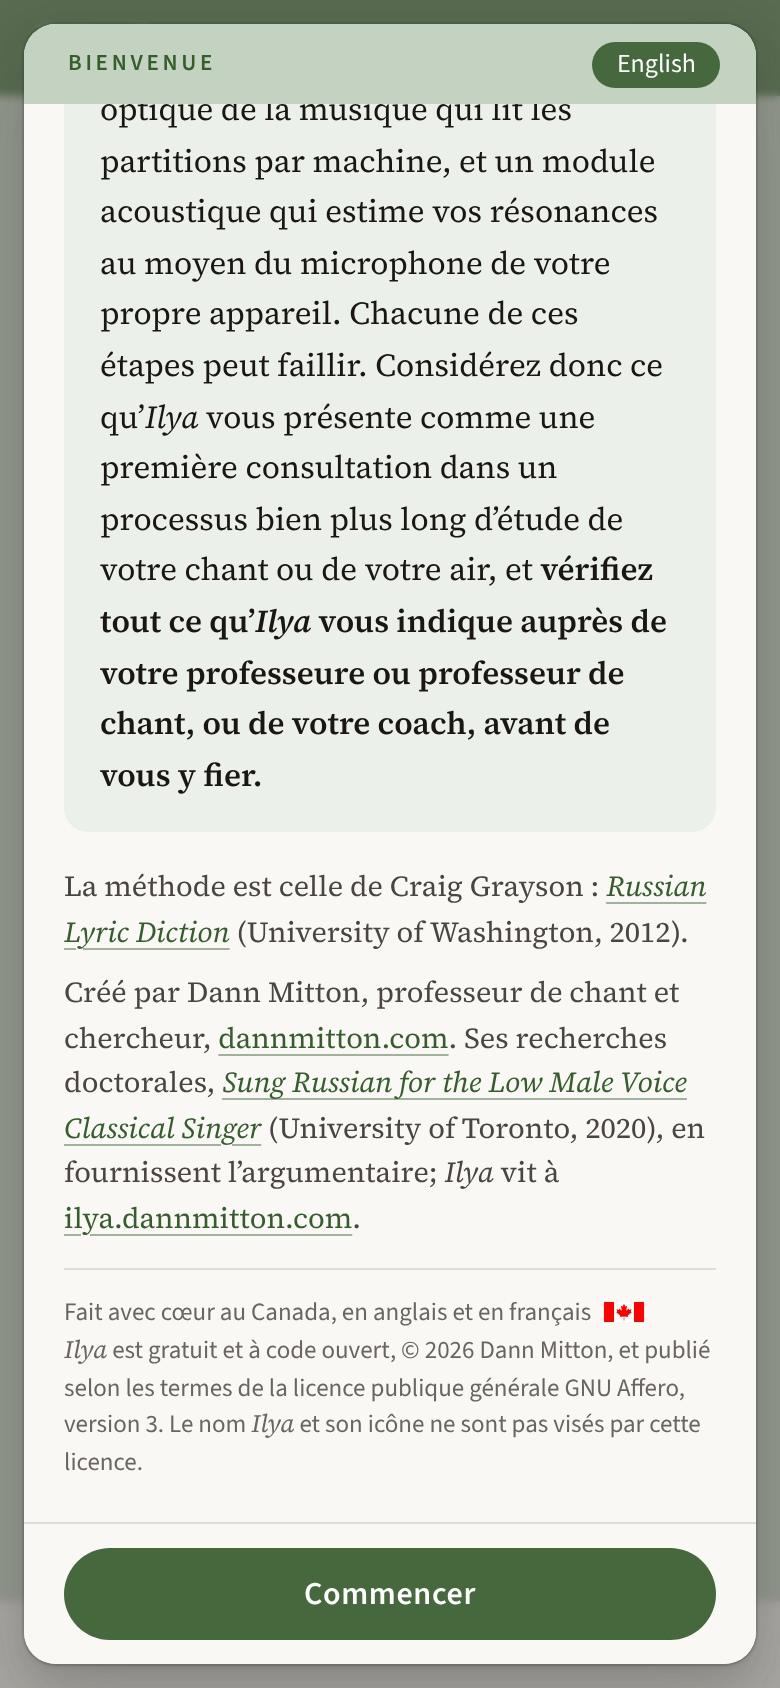 BIENVENUE
English
optique de la musique qui lit les
partitions par machine, et un module
acoustique qui estime vos résonances
au moyen du microphone de votre
propre appareil. Chacune de ces
étapes peut faillir. Considérez donc ce
qu’Ilya vous présente comme une
première consultation dans un
processus bien plus long d’étude de
votre chant ou de votre air, et vérifiez
tout ce qu’Ilya vous indique auprès de
votre professeure ou professeur de
chant, ou de votre coach, avant de
vous y fier.
La méthode est celle de Craig Grayson : Russian
Lyric Diction (University of Washington, 2012).
Créé par Dann Mitton, professeur de chant et
chercheur, dannmitton.com. Ses recherches
doctorales, Sung Russian for the Low Male Voice
Classical Singer (University of Toronto, 2020), en
fournissent l’argumentaire; Ilya vit à
ilya.dannmitton.com.
Fait avec cœur au Canada, en anglais et en français
Ilya est gratuit et à code ouvert, © 2026 Dann Mitton, et publié
selon les termes de la licence publique générale GNU Affero,
version 3. Le nom Ilya et son icône ne sont pas visés par cette
licence.
Commencer